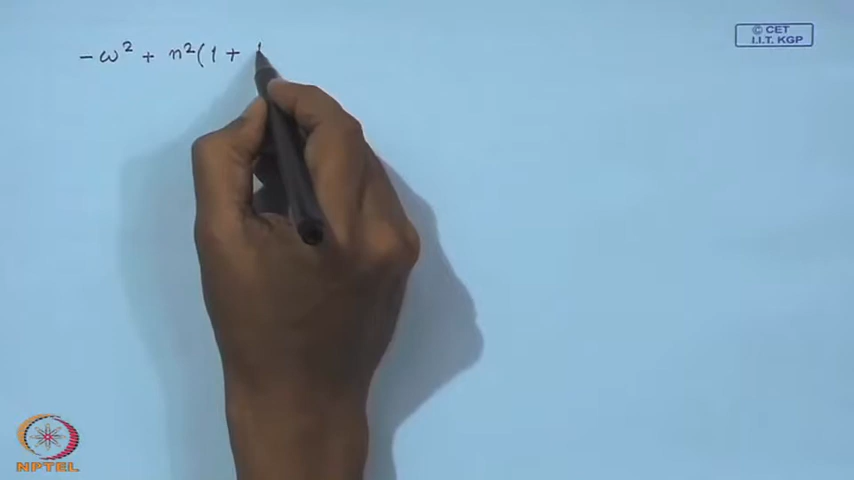 -ω² + n²(1 +
© CET
I.I.T. KGP
NPTEL